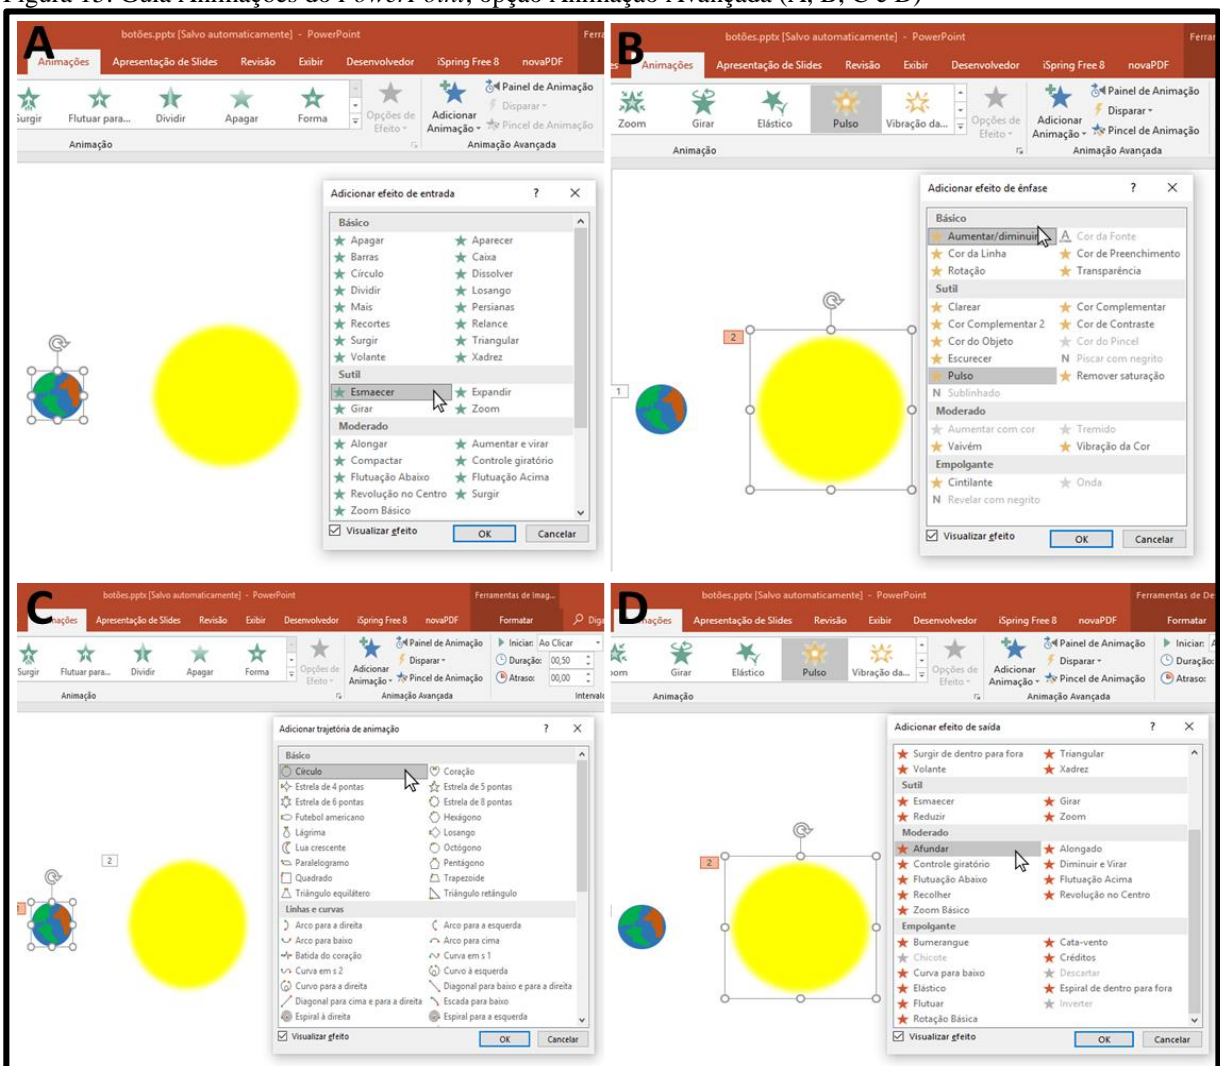 Figura 15: Guia Animações do PowerPoint, opção Animação Avançada (A, B, C e D)
A
botões.pptx [Salvo automaticamente] - PowerPoint
Animações Apresentação de Slides Revisão Exibir Desenvolvedor iSpring Free 8 novaPDF
Surgir Flutuar para... Dividir Apagar Forma Opções de Efeito Adicionar Animação Painel de Animação
Disparar
Pincel de Animação
Animação Animação Avançada
Adicionar efeito de entrada ? ×
Básico
Apagar Aparecer
Barras Caixa
Círculo Dissolver
Dividir Losango
Mais Persianas
Recortes Relance
Surgir Triangular
Volante Xadrez
Sutil
Esmaecer Expandir
Girar Zoom
Moderado
Alongar Aumentar e virar
Compactar Controle giratório
Flutuação Abaixo Flutuação Acima
Revolução no Centro Surgir
Zoom Básico
Visualizar efeito OK Cancelar
B
botões.pptx [Salvo automaticamente] - PowerPoint
Animações Apresentação de Slides Revisão Exibir Desenvolvedor iSpring Free 8 novaPDF
Zoom Girar Elástico Pulso Vibração da... Opções de Efeito Adicionar Animação Painel de Animação
Disparar
Pincel de Animação
Animação Animação Avançada
Adicionar efeito de ênfase ? ×
Básico
Aumentar/diminuir Cor da Fonte
Cor da Linha Cor de Preenchimento
Rotação Transparência
Sutil
Clarear Cor Complementar
Cor Complementar 2 Cor de Contraste
Cor do Objeto Cor do Pincel
Escurecer Piscar com negrito
Pulso Remover saturação
Sublinhado
Moderado
Aumentar com cor Tremido
Vaivém Vibração da Cor
Empolgante
Cintilante Onda
Revelar com negrito
Visualizar efeito OK Cancelar
1
2
C
botões.pptx [Salvo automaticamente] - PowerPoint Ferramentas de Imag...
Apresentação de Slides Revisão Exibir Desenvolvedor iSpring Free 8 novaPDF Formatar
Surgir Flutuar para... Dividir Apagar Forma Opções de Efeito Adicionar Animação Painel de Animação Iniciar: Ao Clicar
Disparar Duração: 00,50
Pincel de Animação Atraso: 00,00
Animação Animação Avançada
Adicionar trajetória de animação ? ×
Básico
Círculo Coração
Estrela de 4 pontas Estrela de 5 pontas
Estrela de 6 pontas Estrela de 8 pontas
Futebol americano Hexágono
Lágrima Losango
Lua crescente Octógono
Paralelogramo Pentágono
Quadrado Trapezoide
Triângulo equilátero Triângulo retângulo
Linhas e curvas
Arco para a direita Arco para a esquerda
Arco para baixo Arco para cima
Batida do coração Curva em s 1
Curva em s 2 Curvo à esquerda
Curvo para a direita Diagonal para baixo e para a direita
Diagonal para cima e para a direita Escada para baixo
Espiral à direita Espiral para a esquerda
Visualizar efeito OK Cancelar
2
D
botões.pptx [Salvo automaticamente] - PowerPoint Ferramentas de De
Apresentação de Slides Revisão Exibir Desenvolvedor iSpring Free 8 novaPDF Formatar
Girar Elástico Pulso Vibração da... Opções de Efeito Adicionar Animação Painel de Animação Iniciar:
Disparar Duração:
Pincel de Animação Atraso:
Animação Animação Avançada
Adicionar efeito de saída ? ×
Surgir de dentro para fora Triangular
Volante Xadrez
Sutil
Esmaecer Girar
Reduzir Zoom
Moderado
Afundar Alongado
Controle giratório Diminuir e Virar
Flutuação Abaixo Flutuação Acima
Recolher Revolução no Centro
Zoom Básico
Empolgante
Bumerangue Cata-vento
Chicote Créditos
Curva para baixo Descartar
Elástico Espiral de dentro para fora
Flutuar Inverter
Rotação Básica
Visualizar efeito OK Cancelar
2